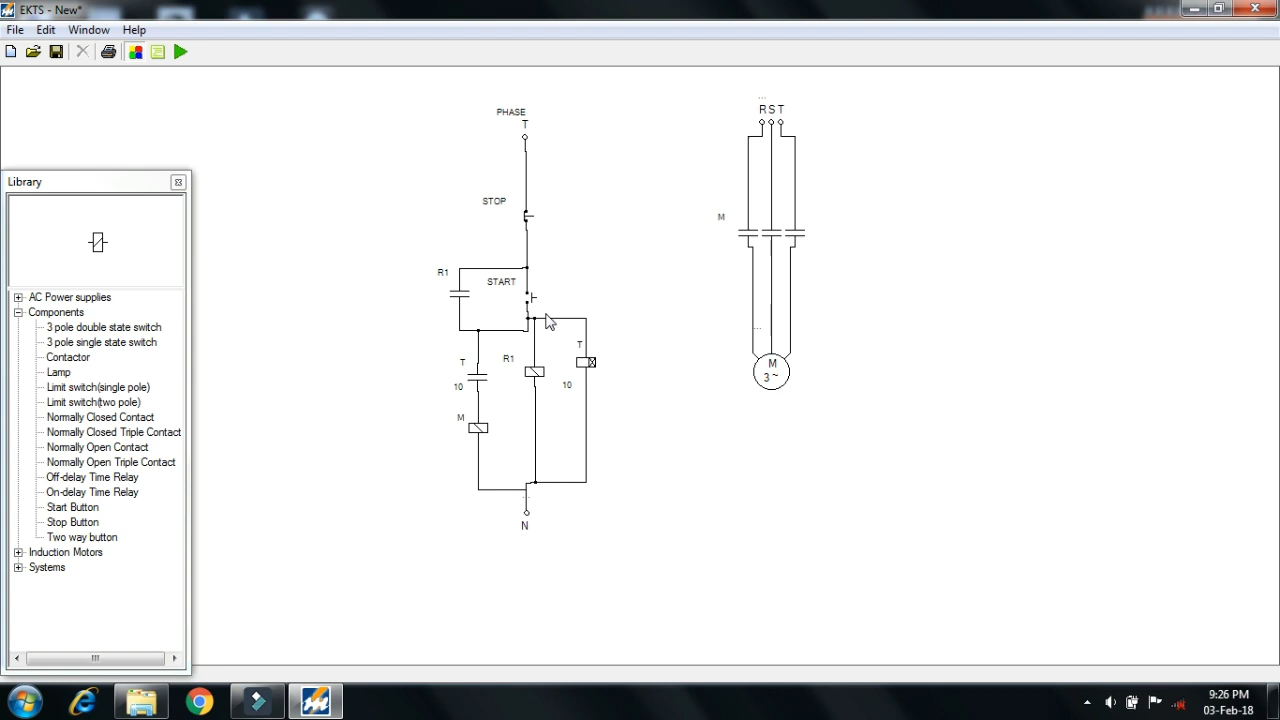 EKTS - New*
File Edit Window Help
PHASE
T
STOP
R1
START
T
10
R1
T
10
M
N
...
R S T
M
...
M
3 ~
Library
AC Power supplies
Components
3 pole double state switch
3 pole single state switch
Contactor
Lamp
Limit switch(single pole)
Limit switch(two pole)
Normally Closed Contact
Normally Closed Triple Contact
Normally Open Contact
Normally Open Triple Contact
Off-delay Time Relay
On-delay Time Relay
Start Button
Stop Button
Two way button
Induction Motors
Systems
9:26 PM
03-Feb-18